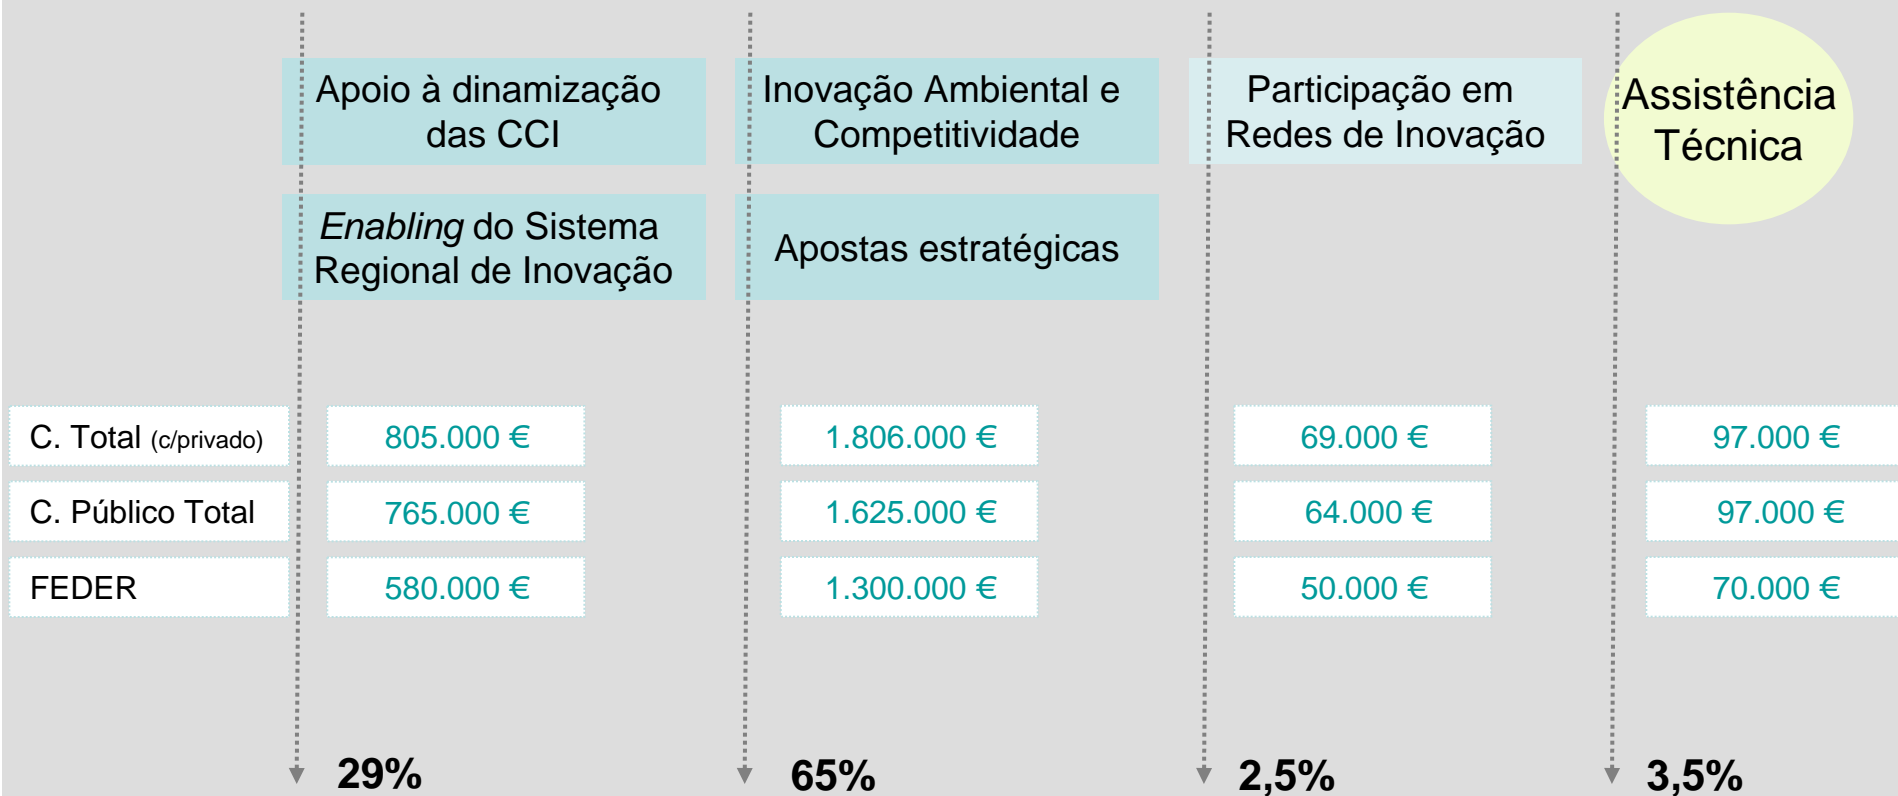 Apoio à dinamização
das CCI
Inovação Ambiental e
Competitividade
Participação em
Redes de Inovação
Assistência
Técnica
Enabling do Sistema
Regional de Inovação
Apostas estratégicas
C. Total (c/privado) 805.000 € 1.806.000 € 69.000 € 97.000 €
C. Público Total 765.000 € 1.625.000 € 64.000 € 97.000 €
FEDER 580.000 € 1.300.000 € 50.000 € 70.000 €
29% 65% 2,5% 3,5%